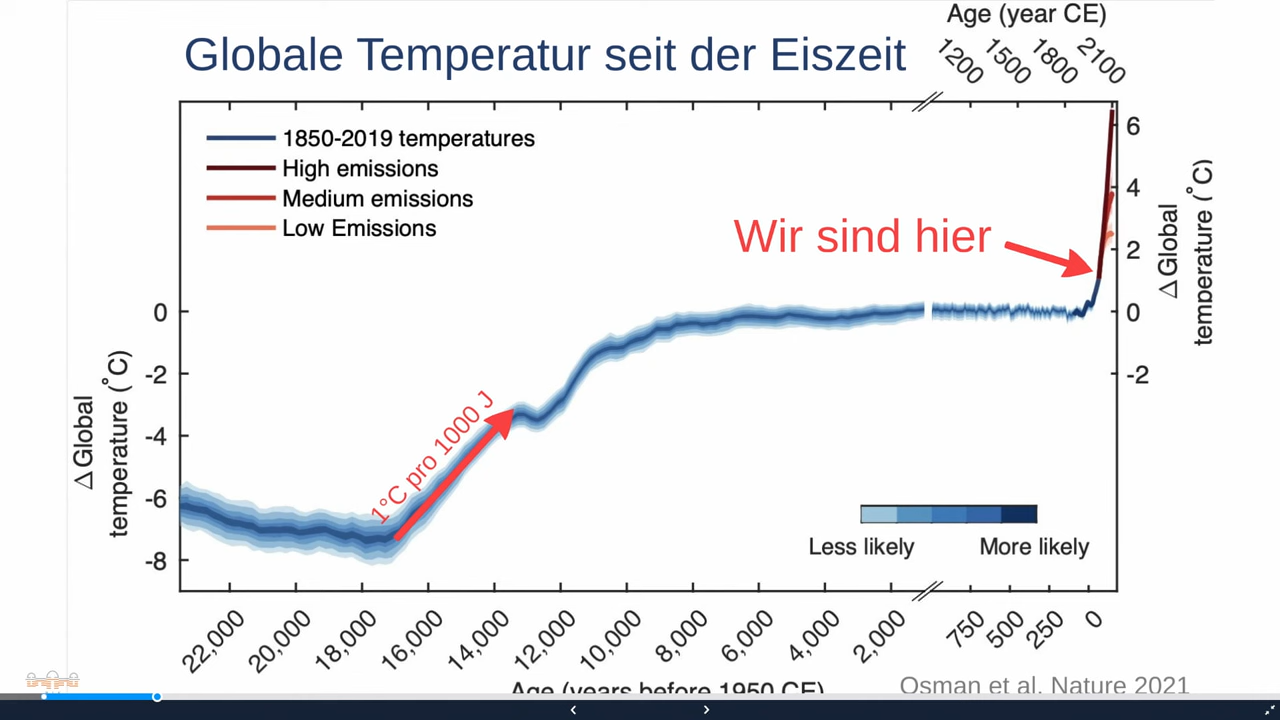 Age (year CE)
1200 1500 1800 2100
Globale Temperatur seit der Eiszeit
1850-2019 temperatures
High emissions
Medium emissions
Low Emissions
Wir sind hier
6
4
2
0
-2
ΔGlobal
temperature (°C)
0
-2
-4
-6
-8
ΔGlobal
temperature (°C)
1°C pro 1000 J
Less likely More likely
22,000 20,000 18,000 16,000 14,000 12,000 10,000 8,000 6,000 4,000 2,000 750 500 250 0
Age (years before 1950 CE)
Osman et al. Nature 2021